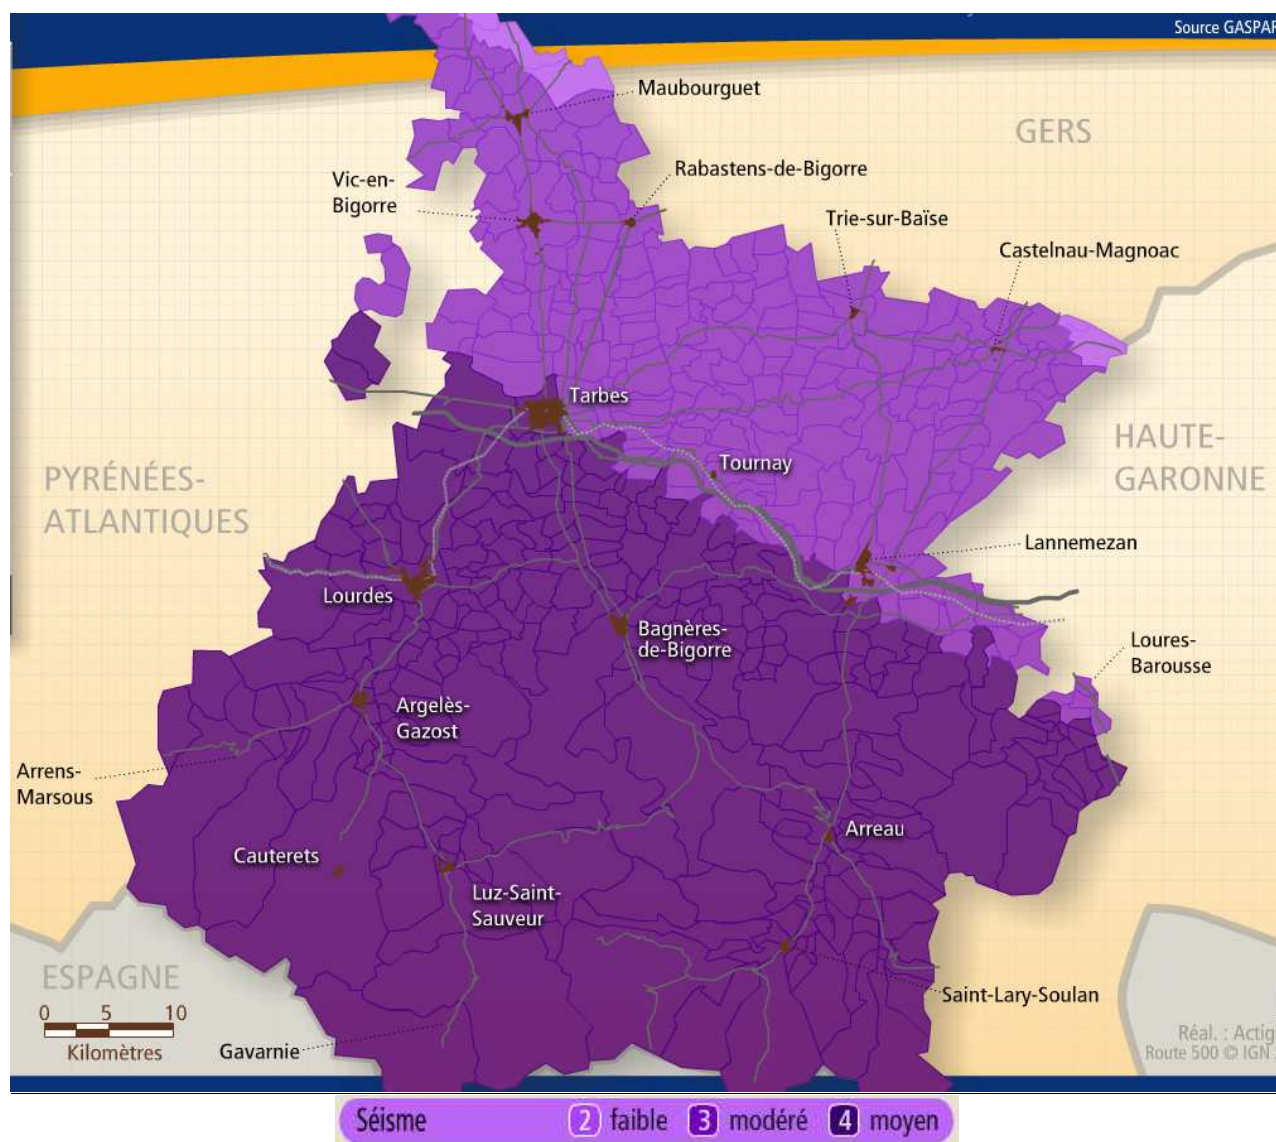 Source GASPAR
Maubourguet
GERS
Rabastens-de-Bigorre
Vic-en-
Bigorre
Trie-sur-Baïse
Castelnau-Magnoac
Tarbes
HAUTE-
GARONNE
Tournay
PYRÉNÉES-
ATLANTIQUES
Lannemezan
Lourdes
Bagnères-
de-Bigorre
Loures-
Barousse
Argelès-
Gazost
Arrens-
Marsous
Arreau
Cauterets
Luz-Saint-
Sauveur
ESPAGNE
Saint-Lary-Soulan
0 5 10
Kilomètres
Gavarnie
Réal. : Actig
Route 500 © IGN
Séisme 2 faible 3 modéré 4 moyen